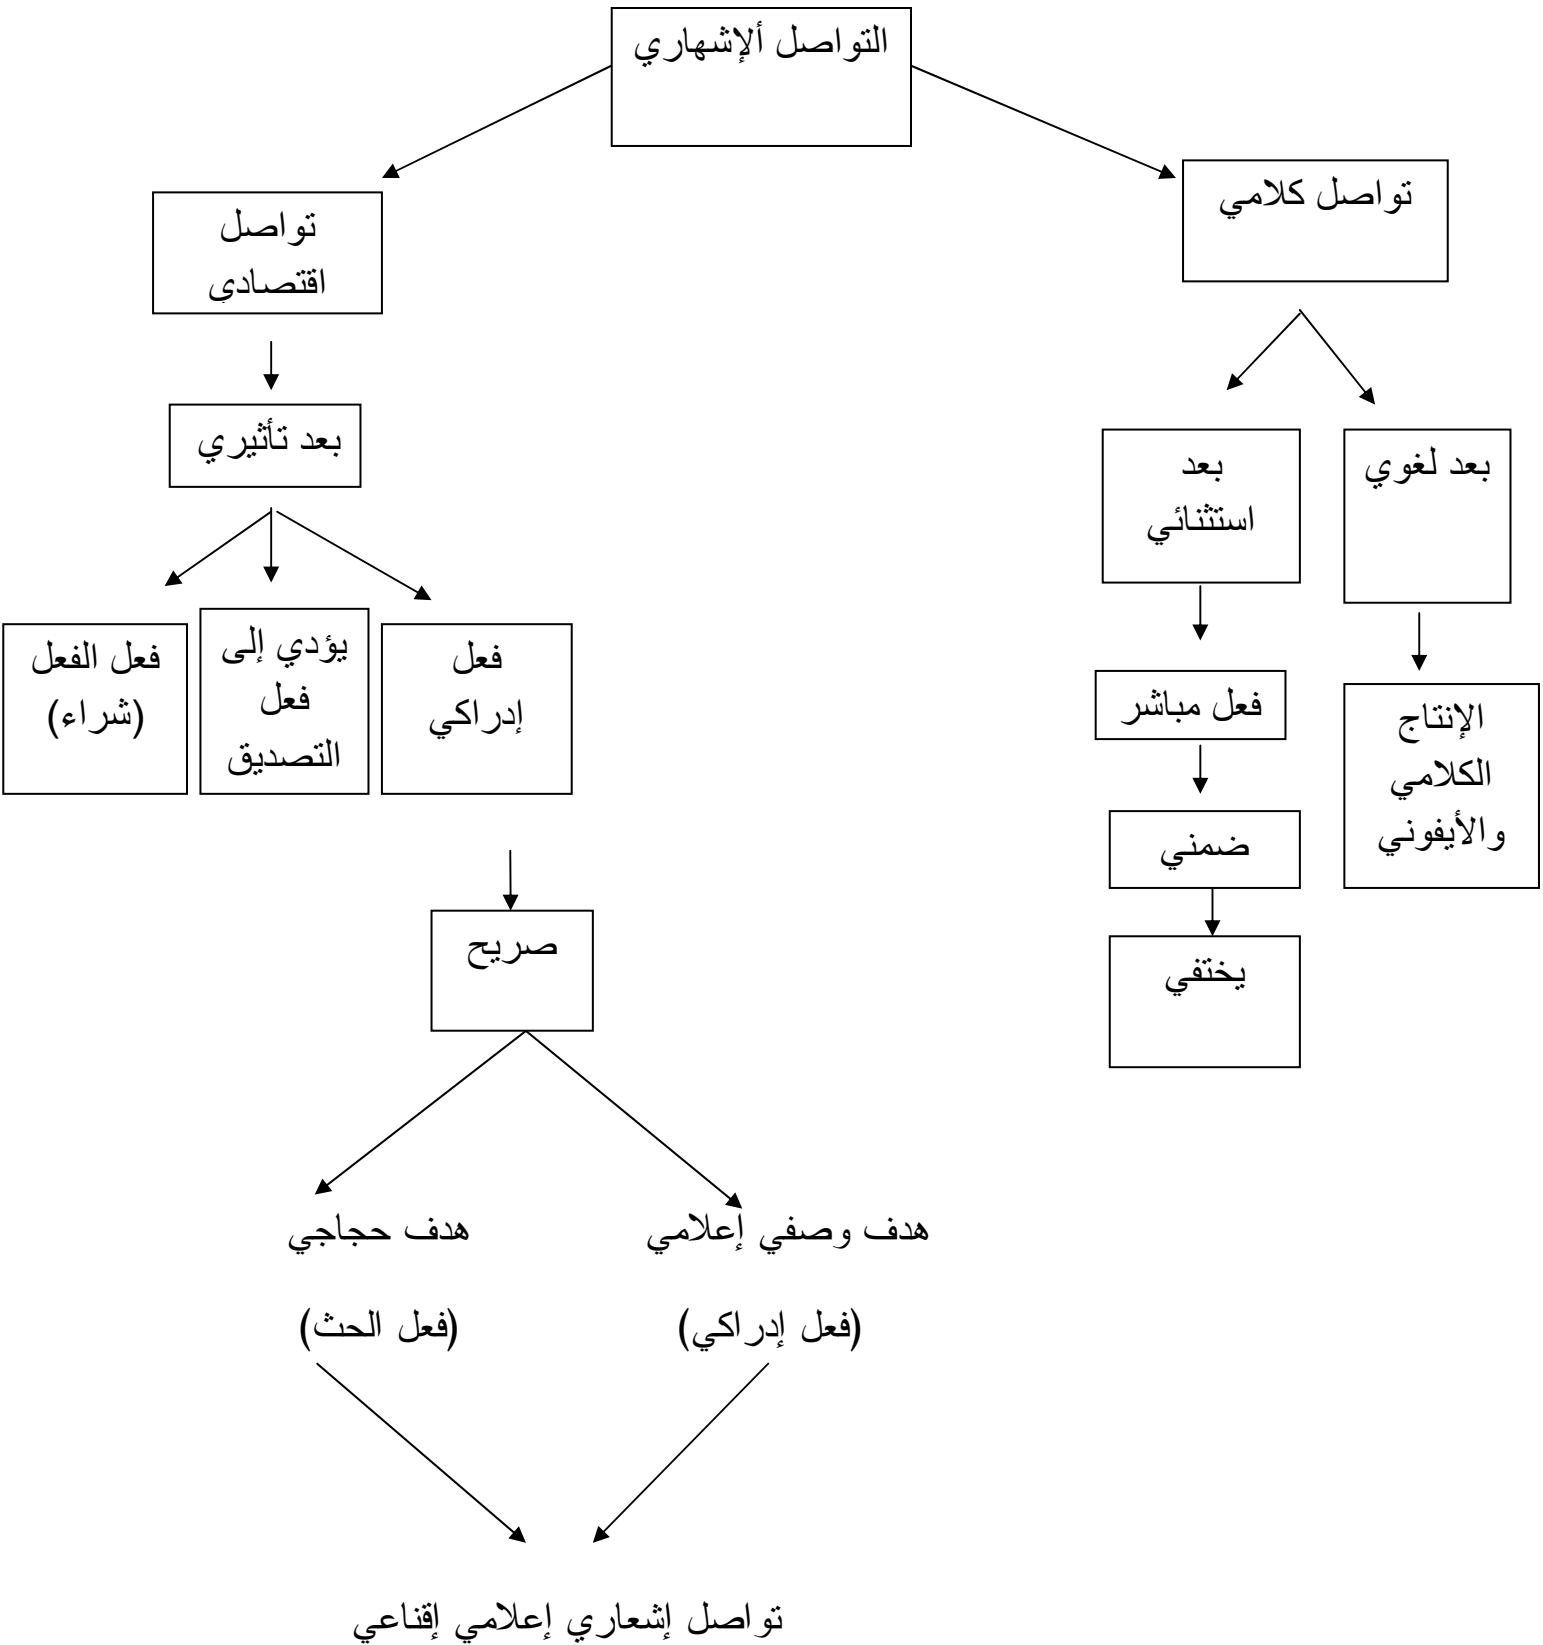 التواصل ألإشهاري
تواصل كلامي
تواصل
اقتصادي
بعد تأثيري
بعد لغوي
بعد
استثنائي
فعل إدراكي
يؤدي إلى
فعل
التصديق
فعل الفعل
(شراء)
فعل مباشر
الإنتاج
الكلامي
والأيفوني
ضمني
صريح
يختفي
هدف وصفي إعلامي
هدف حجاجي
(فعل إدراكي)
(فعل الحث)
تواصل إشعاري إعلامي إقناعي